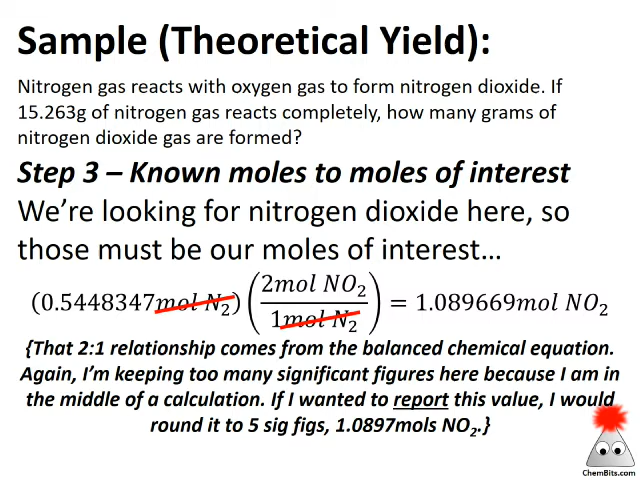 Sample (Theoretical Yield):
Nitrogen gas reacts with oxygen gas to form nitrogen dioxide. If
15.263g of nitrogen gas reacts completely, how many grams of
nitrogen dioxide gas are formed?
Step 3 – Known moles to moles of interest
We’re looking for nitrogen dioxide here, so
those must be our moles of interest…
(0.5448347mol N₂) (2mol NO₂ / 1mol N₂) = 1.089669mol NO₂
{That 2:1 relationship comes from the balanced chemical equation.
Again, I’m keeping too many significant figures here because I am in
the middle of a calculation. If I wanted to report this value, I would
round it to 5 sig figs, 1.0897mols NO₂.}
ChemBits.com